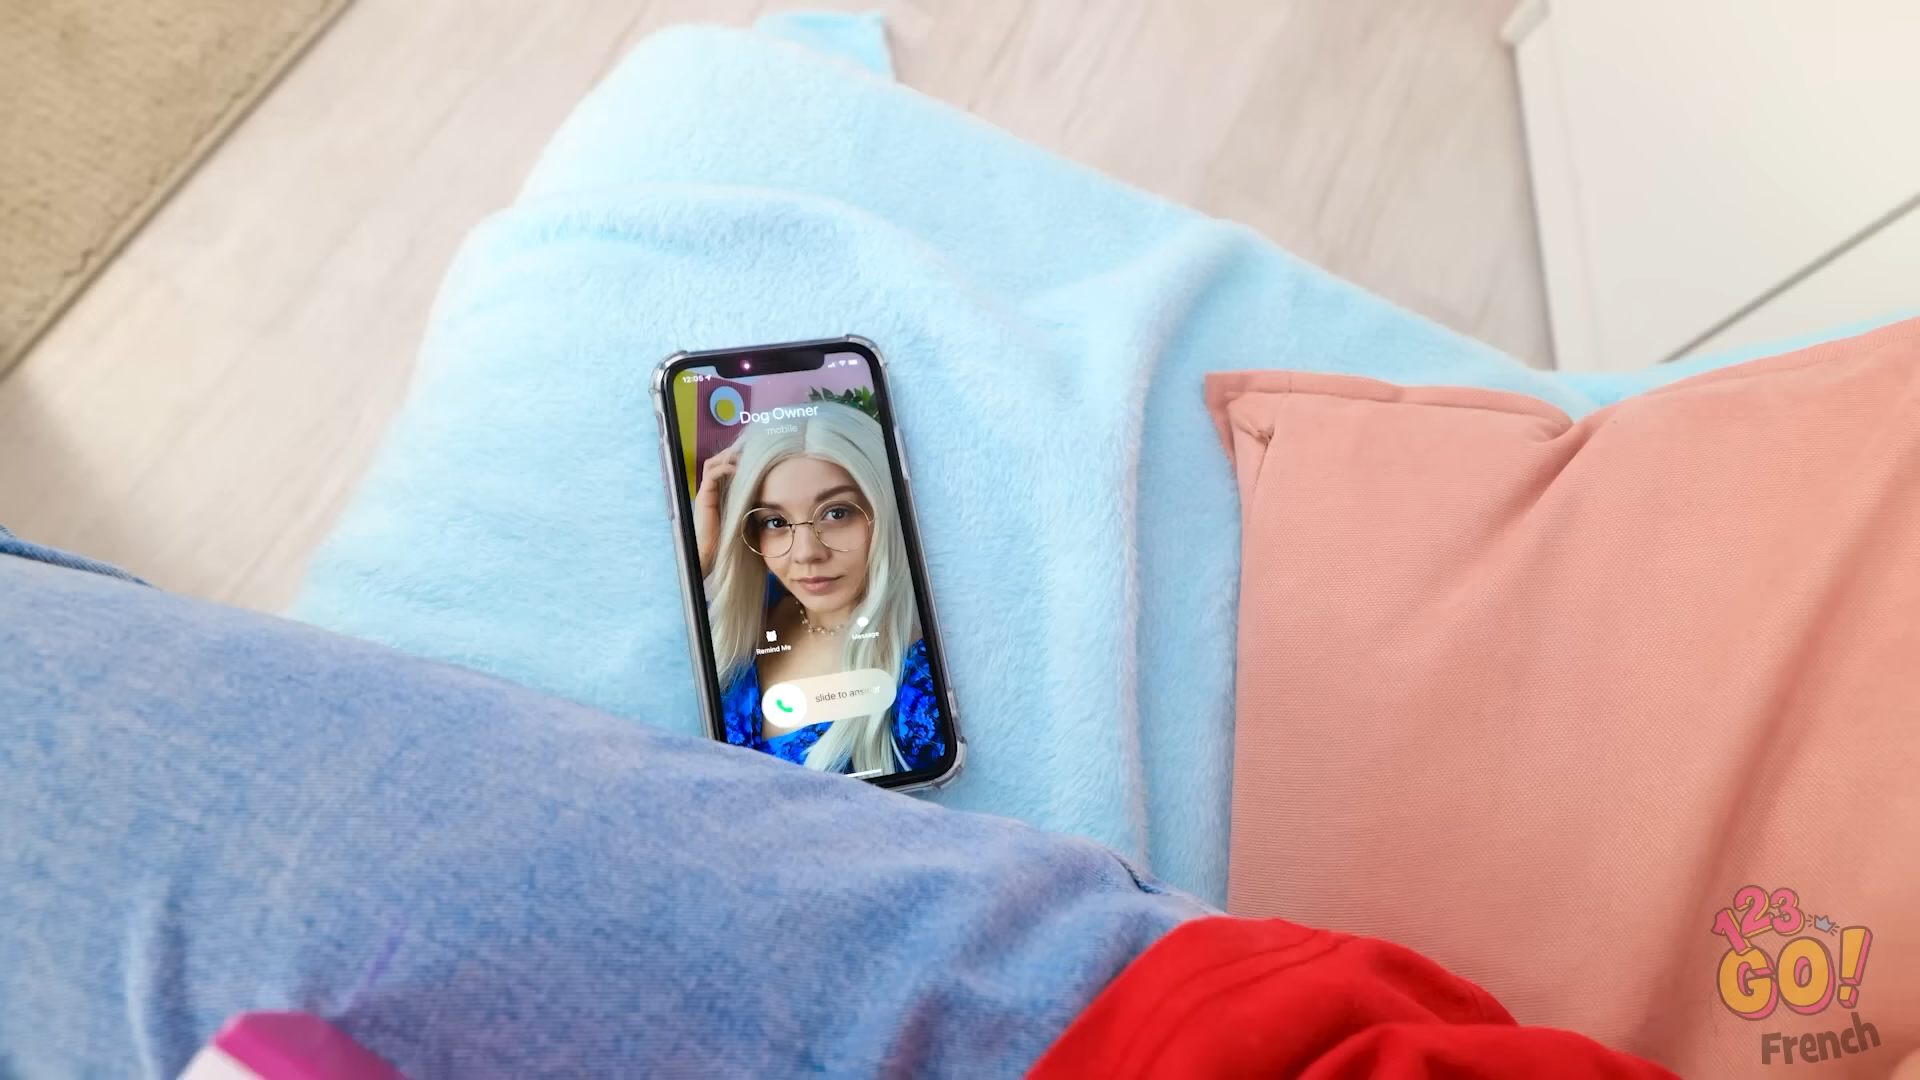 12:05
Dog Owner
mobile
Remind Me
Message
slide to answer
123
GO!
French